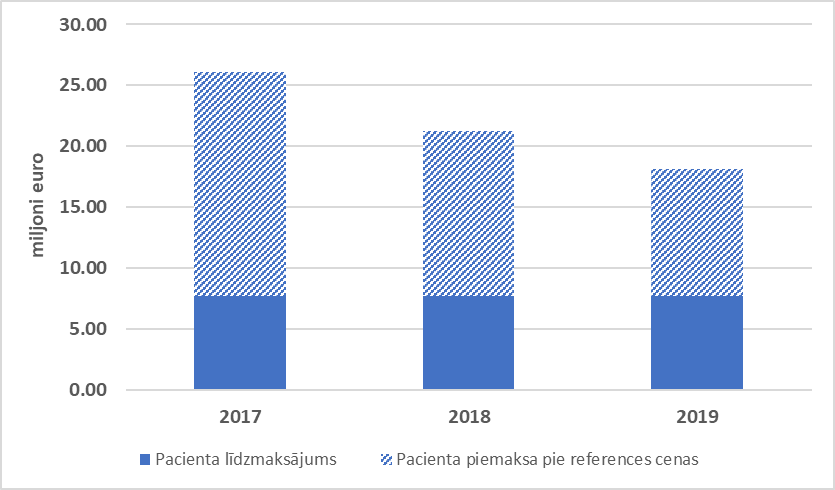 30.00
25.00
20.00
15.00
10.00
5.00
0.00
miljoni euro
2017 2018 2019
Pacienta līdzmaksājums Pacienta piemaksa pie references cenas